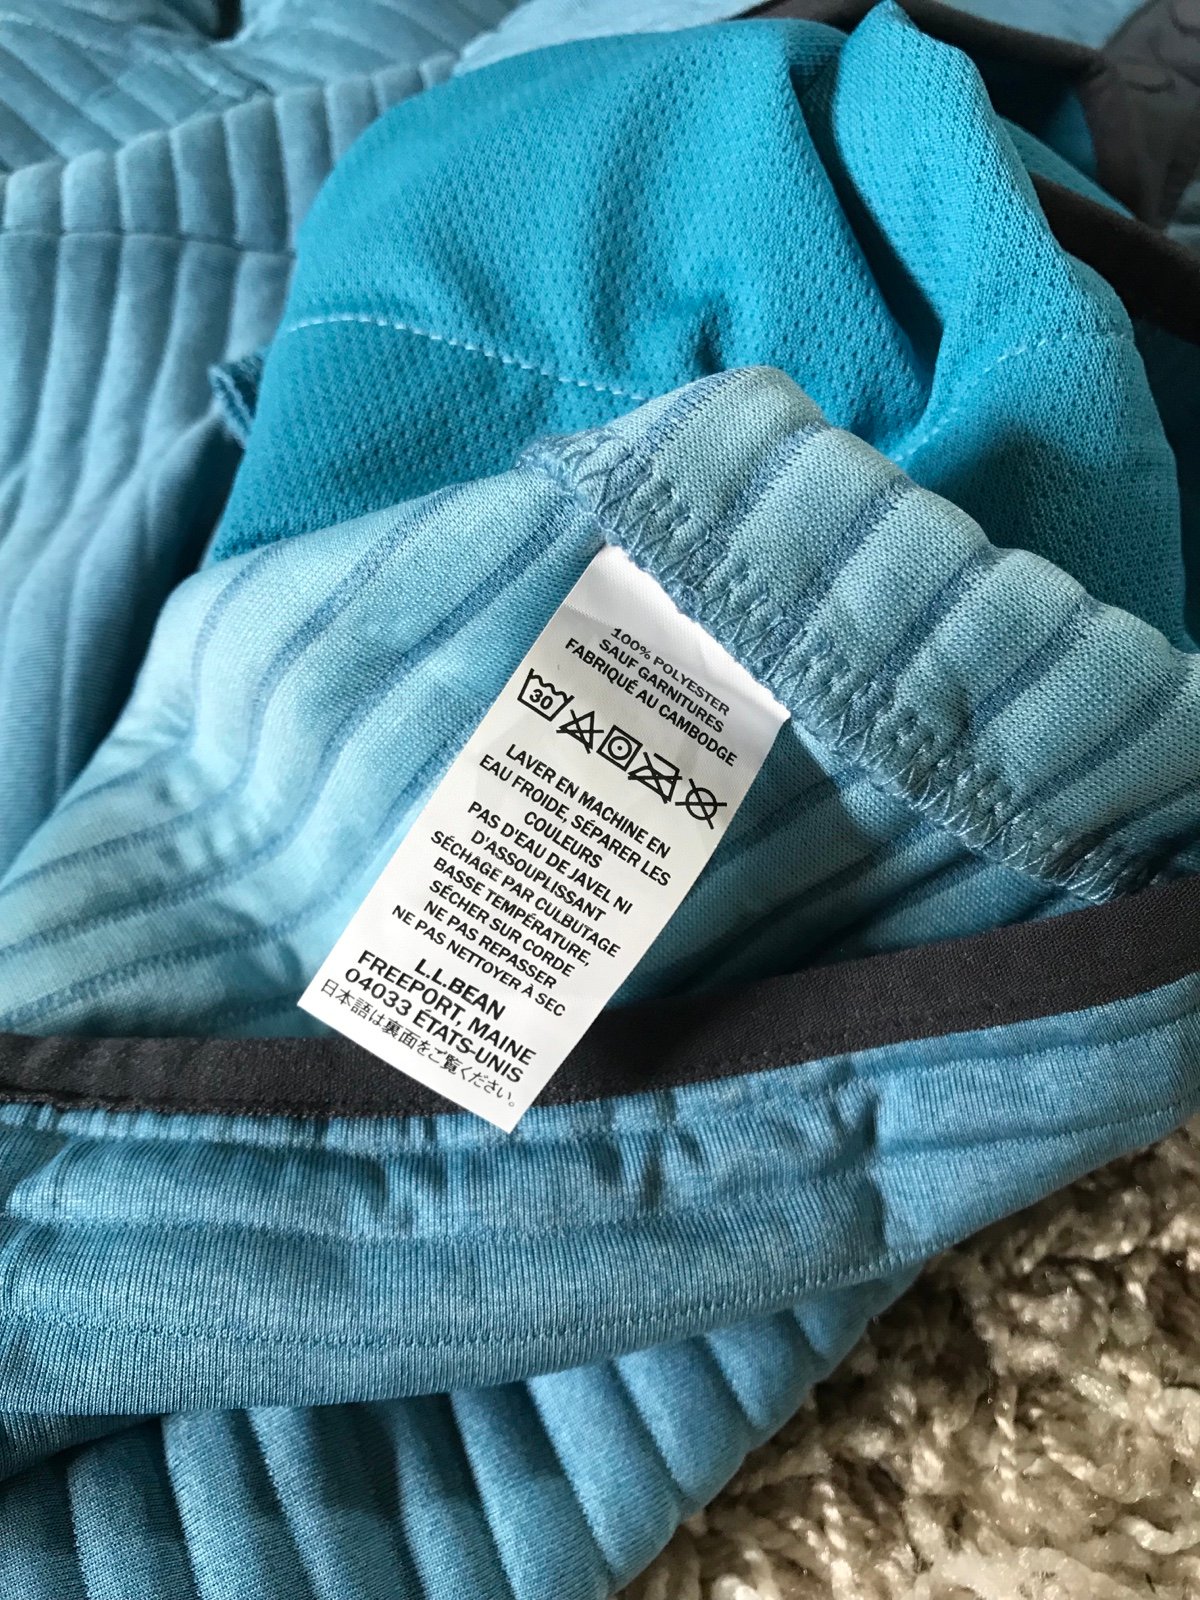 100% POLYESTER
SAUF GARNITURES
FABRIQUÉ AU CAMBODGE
30
LAVER EN MACHINE EN
EAU FROIDE, SÉPARER LES
COULEURS
PAS D'EAU DE JAVEL NI
D'ASSOUPLISSANT
SÉCHAGE PAR CULBUTAGE
BASSE TEMPÉRATURE,
SÉCHER SUR CORDE
NE PAS REPASSER
NE PAS NETTOYER À SEC
L.L.BEAN
FREEPORT, MAINE
04033 ÉTATS-UNIS
日本語は裏面をご覧ください。